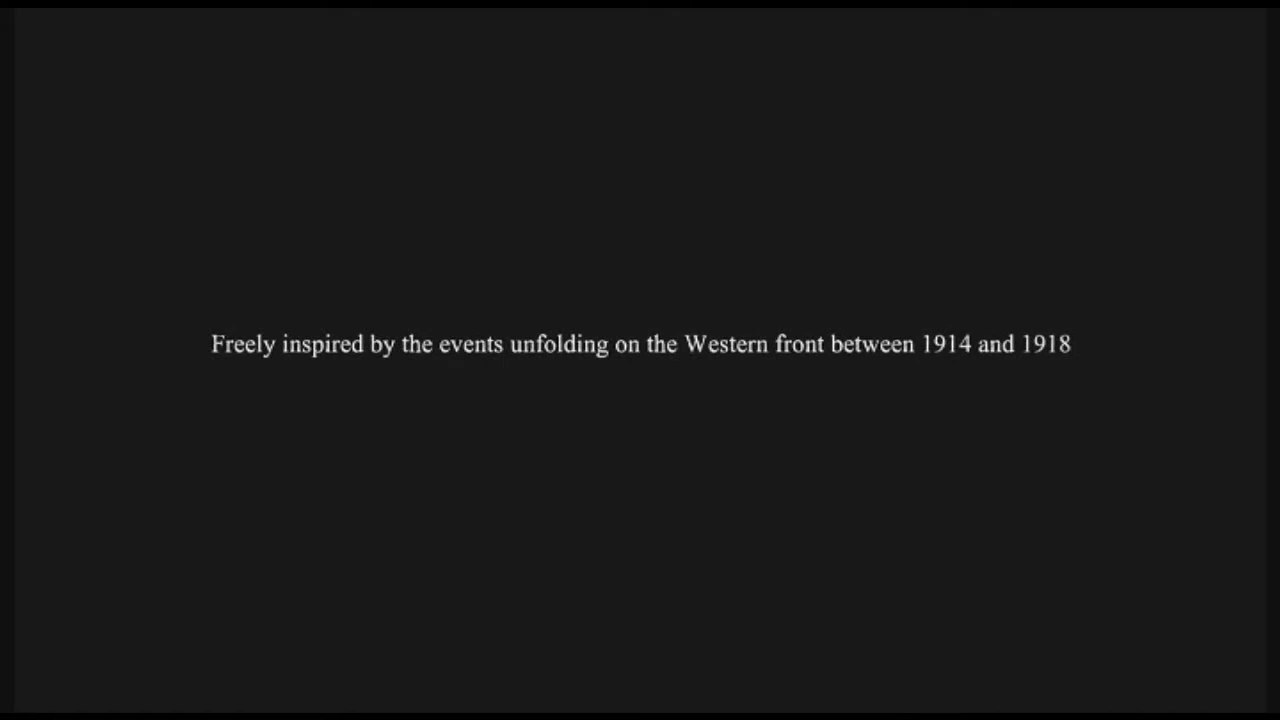 Freely inspired by the events unfolding on the Western front between 1914 and 1918